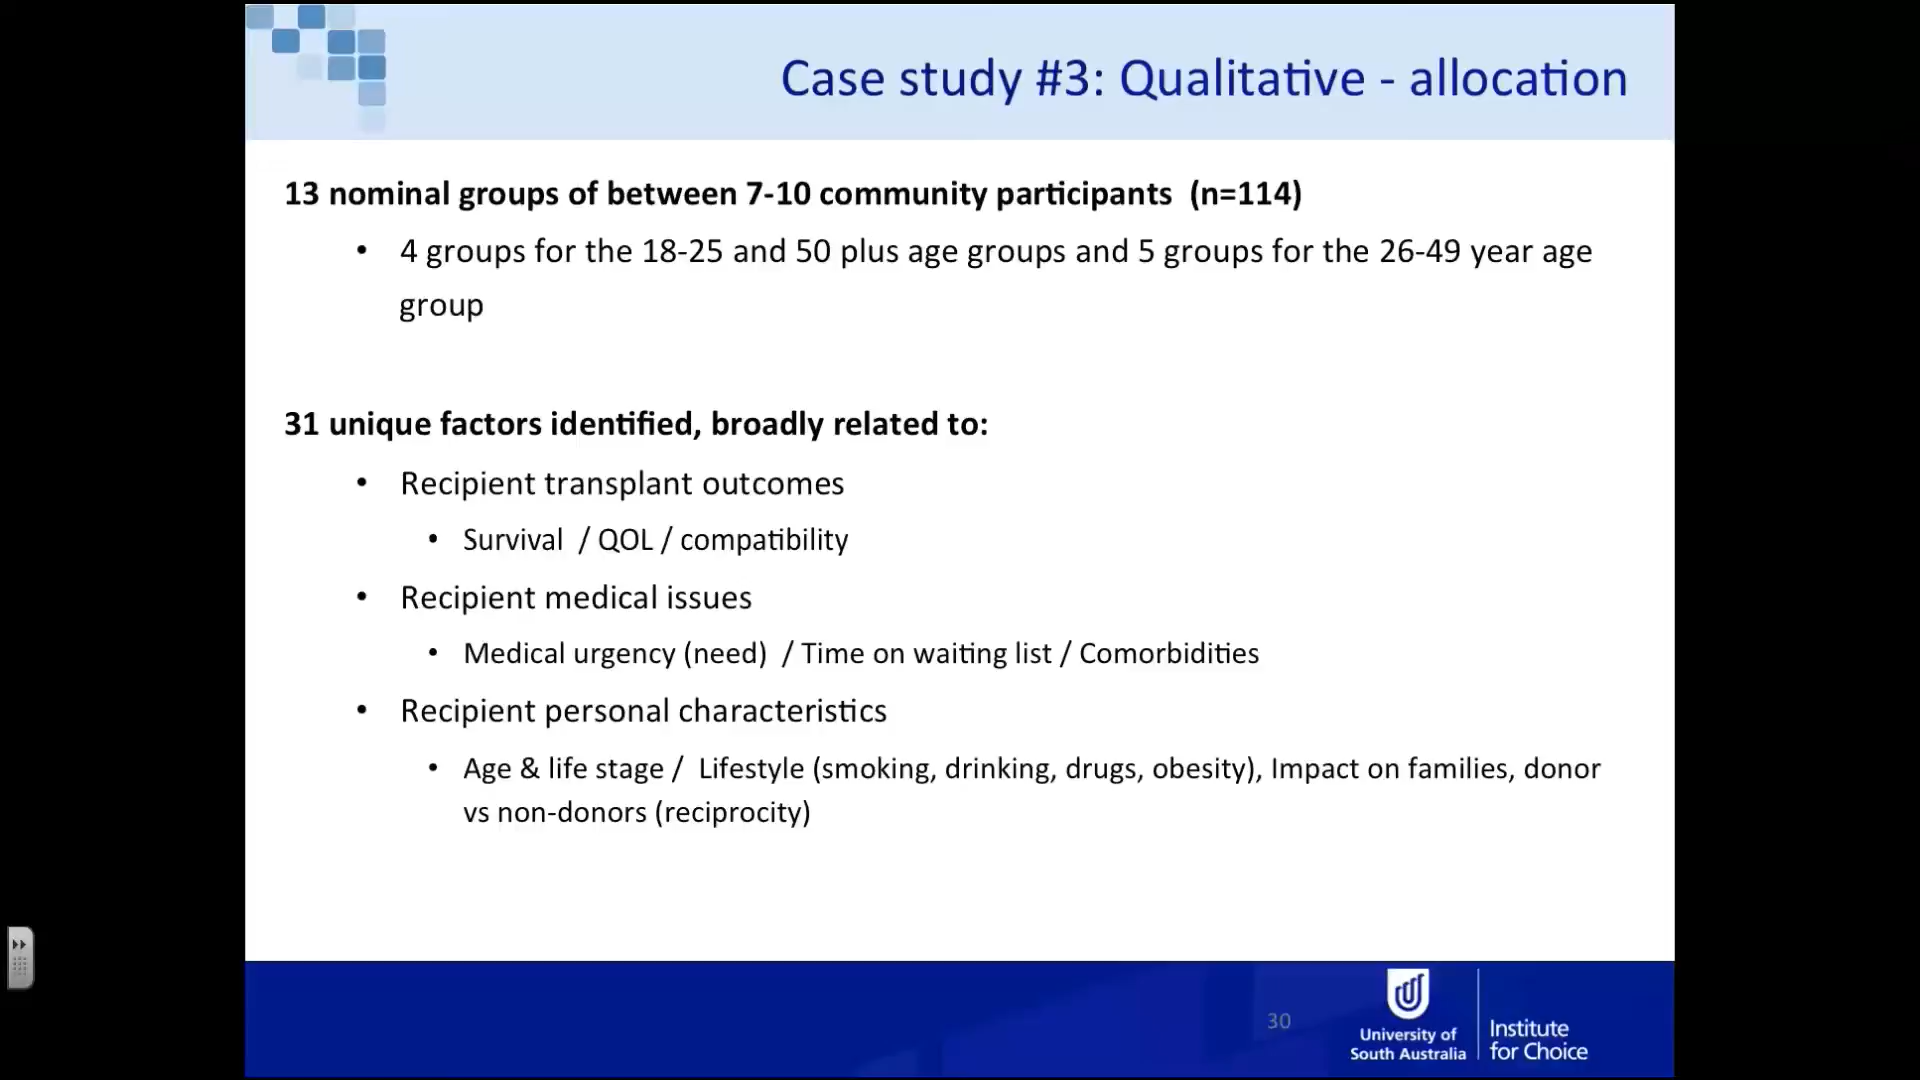 Case study #3: Qualitative - allocation
13 nominal groups of between 7-10 community participants (n=114)
• 4 groups for the 18-25 and 50 plus age groups and 5 groups for the 26-49 year age
group
31 unique factors identified, broadly related to:
• Recipient transplant outcomes
• Survival / QOL / compatibility
• Recipient medical issues
• Medical urgency (need) / Time on waiting list / Comorbidities
• Recipient personal characteristics
• Age & life stage / Lifestyle (smoking, drinking, drugs, obesity), Impact on families, donor
vs non-donors (reciprocity)
30
University of
South Australia
Institute
for Choice